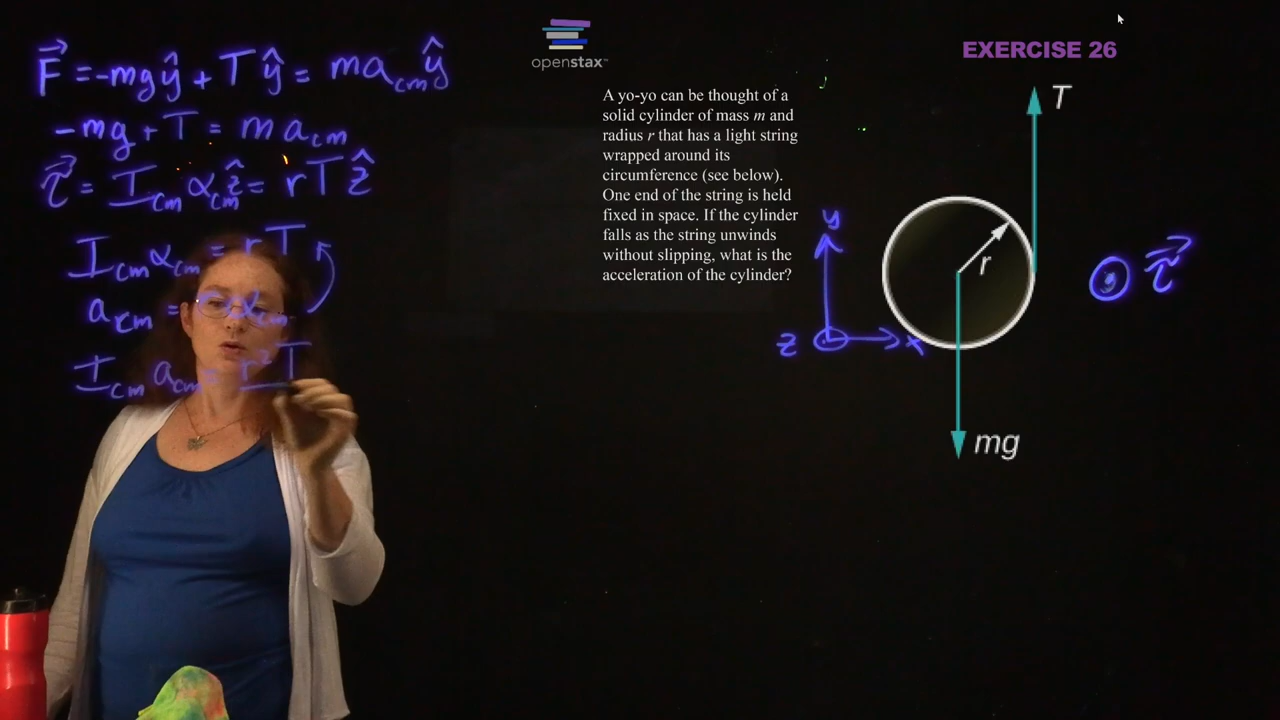 F⃗ = -mgŷ + Tŷ = ma_cm ŷ
-mg + T = ma_cm
τ⃗ = I_cm α_cm ẑ = rTẑ
I_cm α_cm = rT
a_cm =
I_cm a_cm = r²T
openstax™
A yo-yo can be thought of a
solid cylinder of mass m and
radius r that has a light string
wrapped around its
circumference (see below).
One end of the string is held
fixed in space. If the cylinder
falls as the string unwinds
without slipping, what is the
acceleration of the cylinder?
EXERCISE 26
T
y
r
τ⃗
z
x
mg